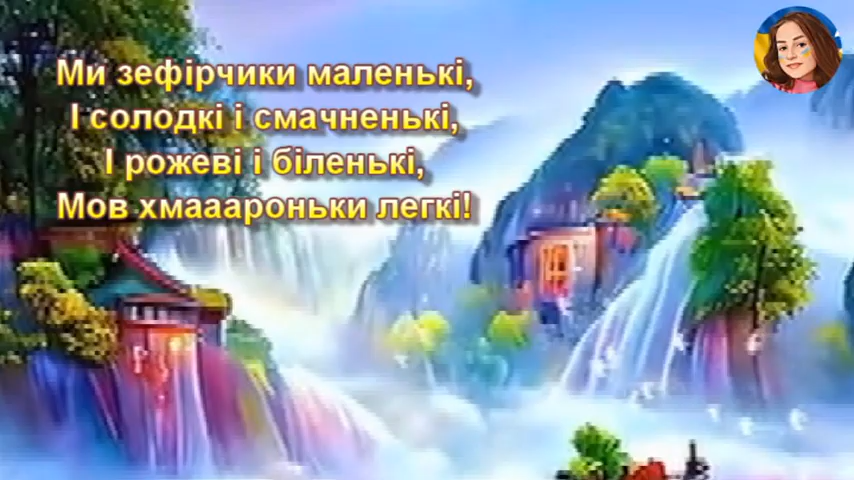 Ми зефірчики маленькі,
І солодкі і смачненькі,
І рожеві і біленькі,
Мов хмааароньки легкі!